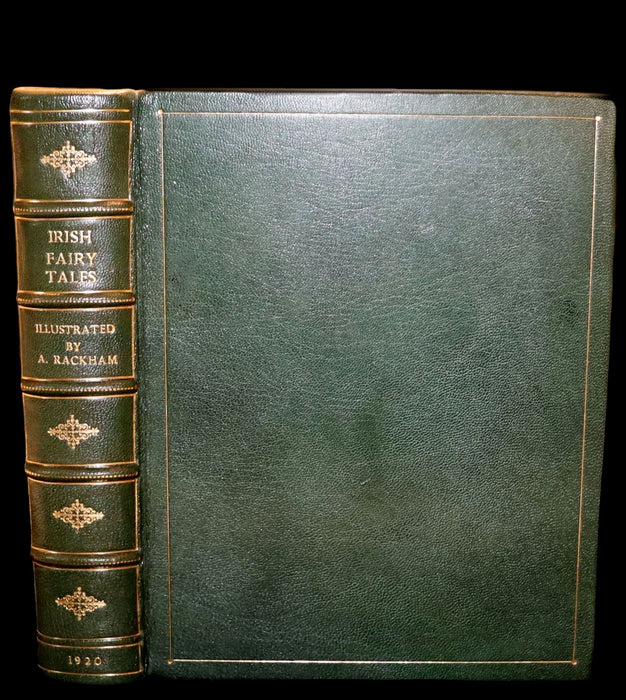 IRISH
FAIRY
TALES
ILLUSTRATED
BY
A. RACKHAM
1920